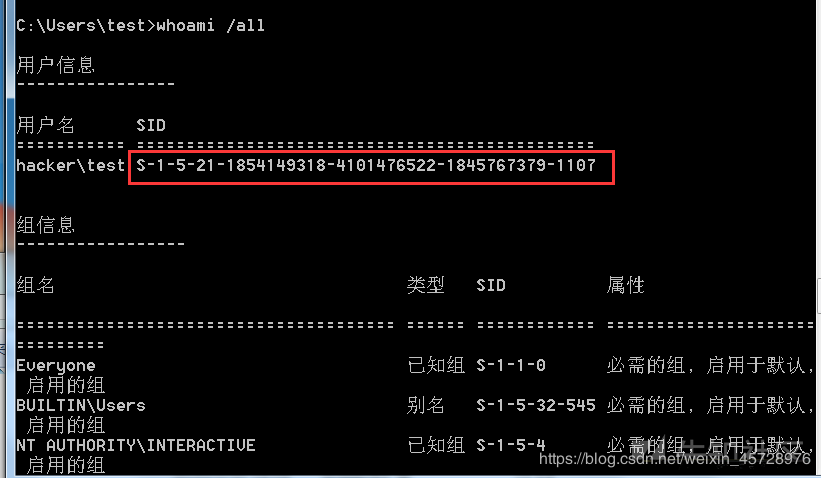 C:\Users\test>whoami /all
用户信息
----------------
用户名 SID
=========== ==============================================
hacker\test S-1-5-21-1854149318-4101476522-1845767379-1107
组信息
-----------------
组名 类型 SID 属性
====================================== ====== ============ =====================
=========
Everyone 已知组 S-1-1-0 必需的组, 启用于默认,
启用的组
BUILTIN\Users 别名 S-1-5-32-545 必需的组, 启用于默认,
启用的组
NT AUTHORITY\INTERACTIVE 已知组 S-1-5-4 必需的组, 启用于默认,
启用的组
https://blog.csdn.net/weixin_45728976